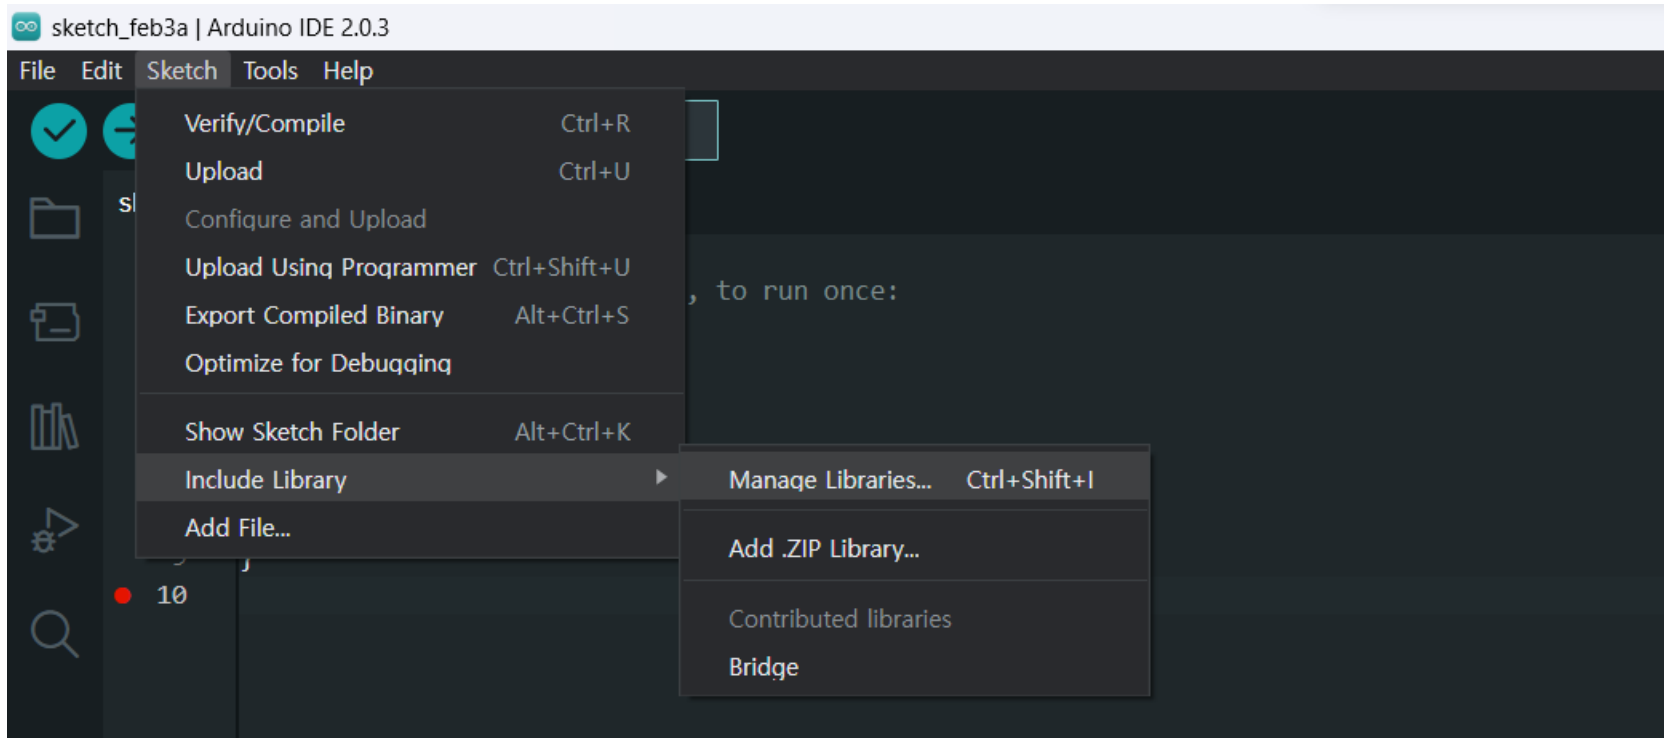 sketch_feb3a | Arduino IDE 2.0.3
File Edit Sketch Tools Help
Verify/Compile Ctrl+R
Upload Ctrl+U
Configure and Upload
Upload Using Programmer Ctrl+Shift+U
, to run once:
Export Compiled Binary Alt+Ctrl+S
Optimize for Debugging
Show Sketch Folder Alt+Ctrl+K
Include Library
Manage Libraries... Ctrl+Shift+I
Add File...
Add .ZIP Library...
10
Contributed libraries
Bridge